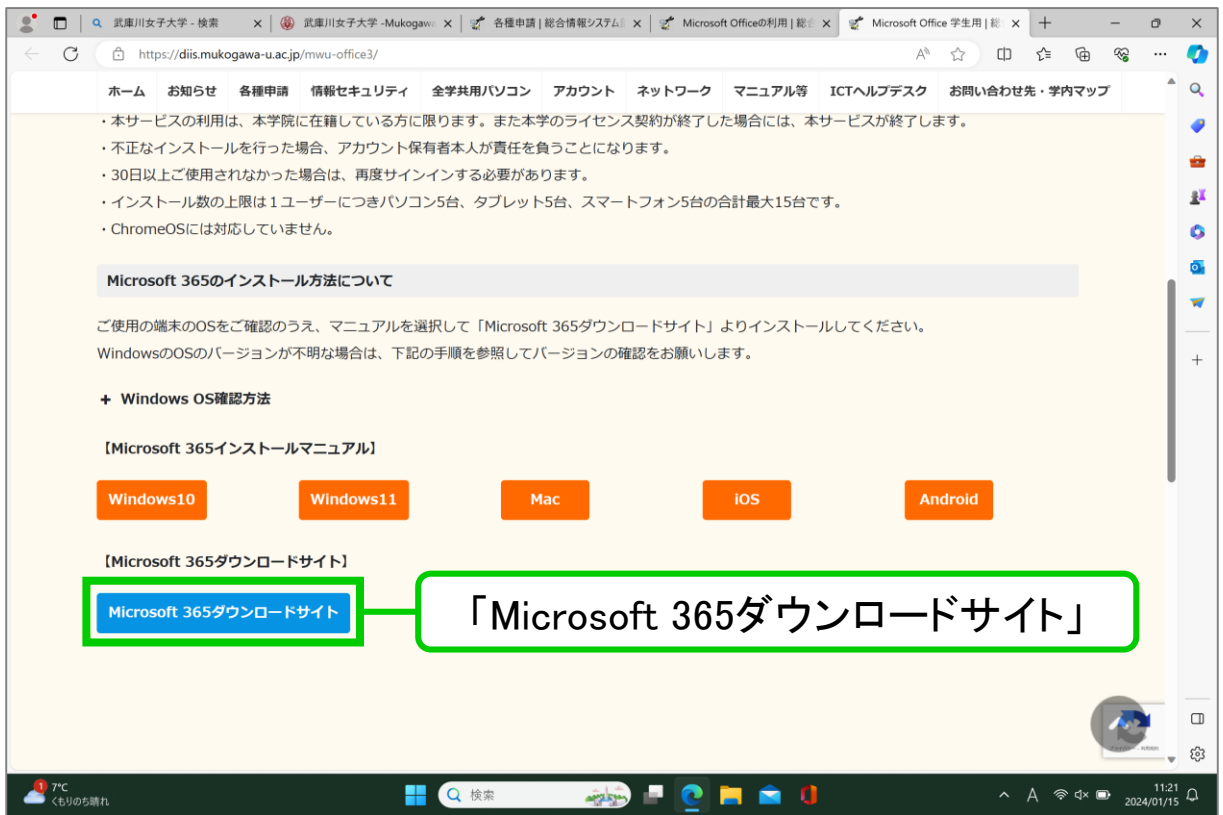 武庫川女子大学 - 検索
武庫川女子大学 -Mukogawa
各種申請 | 総合情報システム
Microsoft Officeの利用 | 総合
Microsoft Office 学生用 | 総
https://diis.mukogawa-u.ac.jp/mwu-office3/
ホーム お知らせ 各種申請 情報セキュリティ 全学共用パソコン アカウント ネットワーク マニュアル等 ICTヘルプデスク お問い合わせ先・学内マップ
・本サービスの利用は、本学院に在籍している方に限ります。また本学のライセンス契約が終了した場合には、本サービスが終了します。
・不正なインストールを行った場合、アカウント保有者本人が責任を負うことになります。
・30日以上ご使用されなかった場合は、再度サインインする必要があります。
・インストール数の上限は１ユーザーにつきパソコン5台、タブレット5台、スマートフォン5台の合計最大15台です。
・ChromeOSには対応していません。
Microsoft 365のインストール方法について
ご使用の端末のOSをご確認のうえ、マニュアルを選択して「Microsoft 365ダウンロードサイト」よりインストールしてください。
WindowsのOSのバージョンが不明な場合は、下記の手順を参照してバージョンの確認をお願いします。
+ Windows OS確認方法
【Microsoft 365インストールマニュアル】
Windows10 Windows11 Mac iOS Android
【Microsoft 365ダウンロードサイト】
Microsoft 365ダウンロードサイト
「Microsoft 365ダウンロードサイト」
1
7°C
くもりのち晴れ
検索
A
11:21
2024/01/15